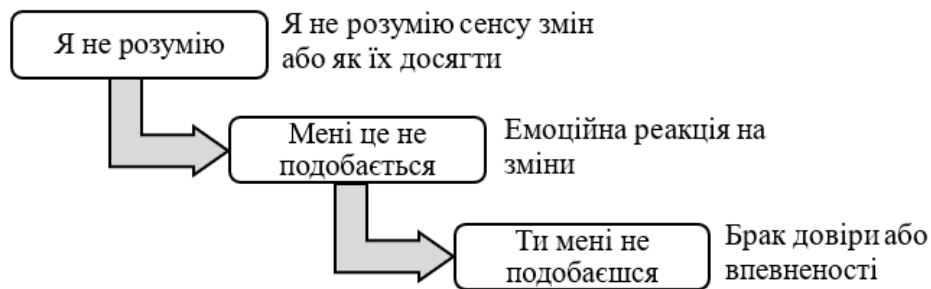 Я не розумію
Я не розумію сенсу змін
або як їх досягти
Мені це не
подобається
Емоційна реакція на
зміни
Ти мені не
подобаєшся
Брак довіри або
впевненості